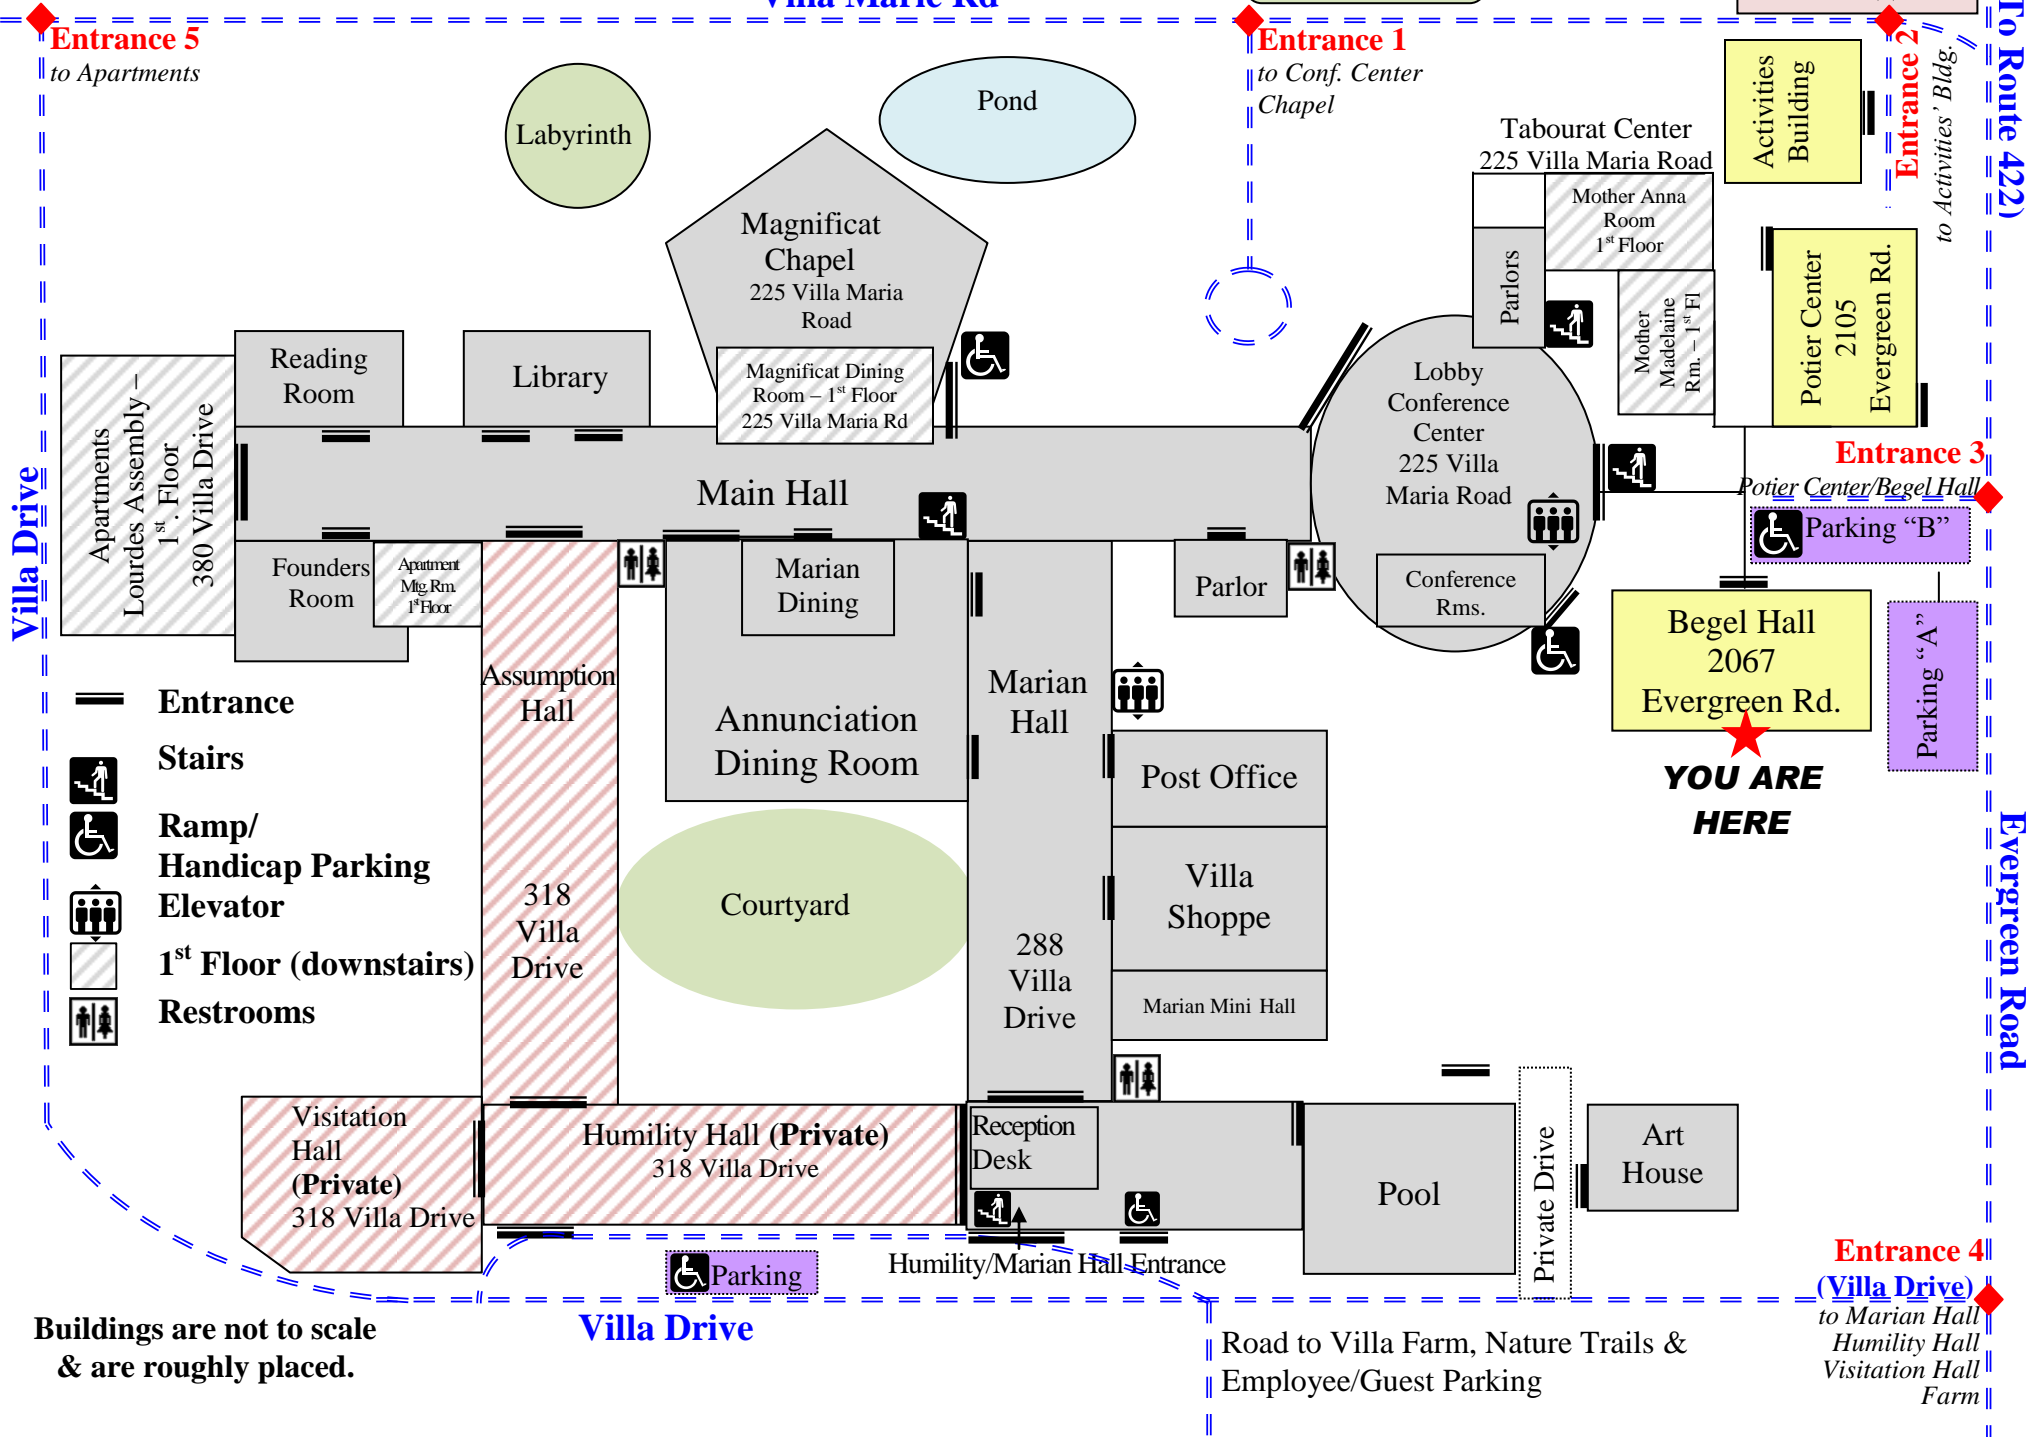 Villa Marie Rd
To Route 422)
Entrance 5
to Apartments
Entrance 1
to Conf. Center
Chapel
Entrance 2
to Activities' Bldg.
Activities
Building
Labyrinth
Pond
Tabourat Center
225 Villa Maria Road
Mother Anna
Room
1st Floor
Parlors
Mother
Madelaine
Rm. – 1st Fl
Potier Center
2105
Evergreen Rd.
Magnificat
Chapel
225 Villa Maria
Road
Magnificat Dining
Room – 1st Floor
225 Villa Maria Rd
Reading
Room
Library
Apartments
Lourdes Assembly –
1st. Floor
380 Villa Drive
Villa Drive
Main Hall
Lobby
Conference
Center
225 Villa
Maria Road
Conference
Rms.
Entrance 3
Potier Center/Begel Hall
Parking “B”
Parking “A”
Begel Hall
2067
Evergreen Rd.
YOU ARE
HERE
Founders
Room
Apartment
Mtg. Rm.
1st Floor
Marian
Dining
Parlor
Assumption
Hall
318
Villa
Drive
Annunciation
Dining Room
Courtyard
Marian
Hall
288
Villa
Drive
Post Office
Villa
Shoppe
Marian Mini Hall
Evergreen Road
Entrance
Stairs
Ramp/
Handicap Parking
Elevator
1st Floor (downstairs)
Restrooms
Visitation
Hall
(Private)
318 Villa Drive
Humility Hall (Private)
318 Villa Drive
Reception
Desk
Pool
Private Drive
Art
House
Humility/Marian Hall Entrance
Parking
Villa Drive
Entrance 4
(Villa Drive)
to Marian Hall
Humility Hall
Visitation Hall
Farm
Buildings are not to scale
& are roughly placed.
Road to Villa Farm, Nature Trails &
Employee/Guest Parking